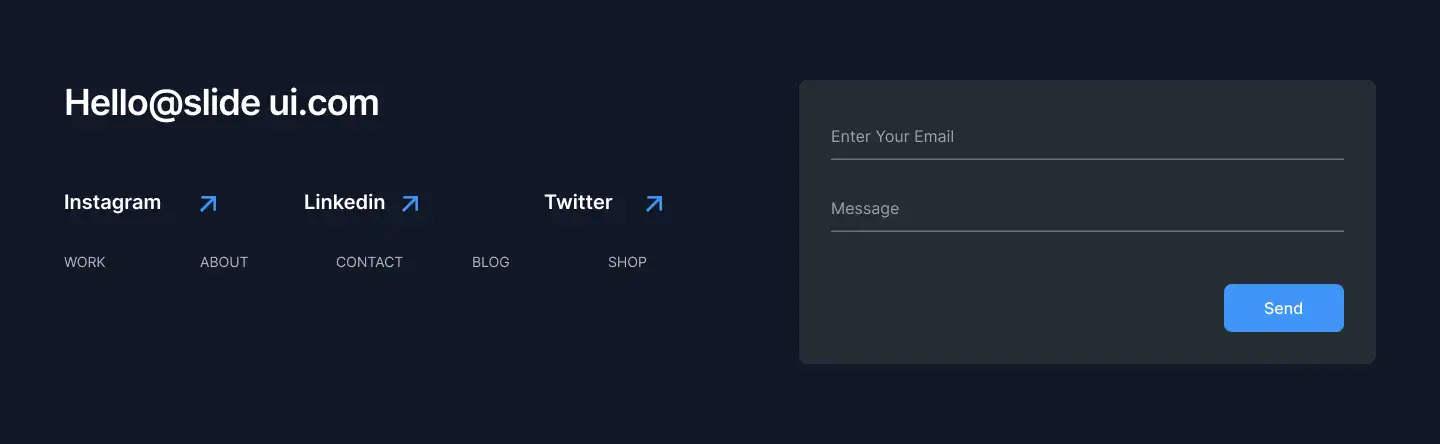 Hello@slide ui.com
Instagram Linkedin Twitter
WORK ABOUT CONTACT BLOG SHOP
Enter Your Email
Message
Send